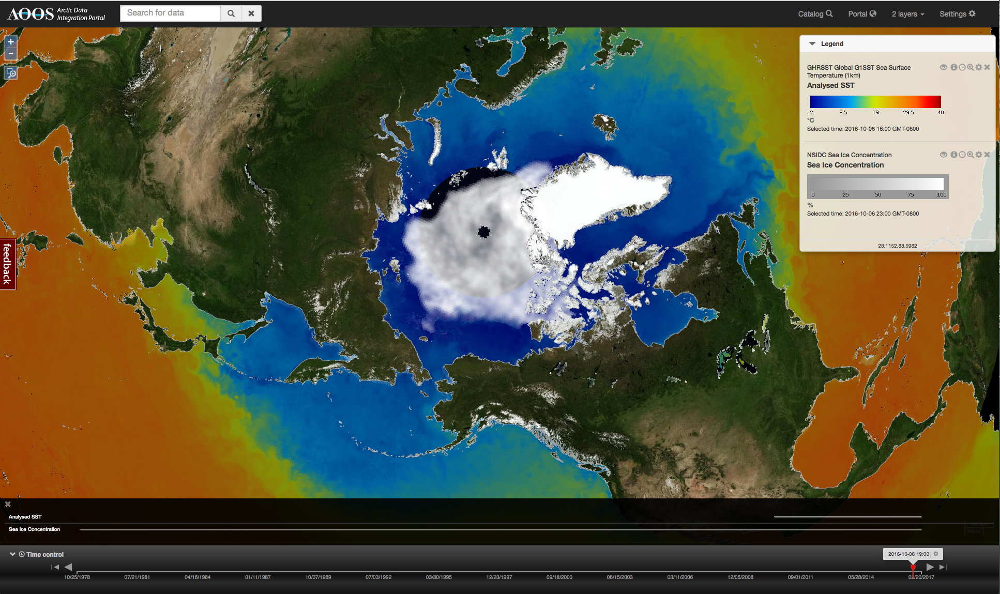 AOOS Arctic Data
Integration Portal
Search for data
Catalog
Portal
2 layers
Settings
+
−
Legend
GHRSST Global G1SST Sea Surface
Temperature (1km)
Analysed SST
-2 8.5 19 29.5 40
°C
Selected time: 2016-10-06 16:00 GMT-0800
NSIDC Sea Ice Concentration
Sea Ice Concentration
0 25 50 75 100
%
Selected time: 2016-10-06 23:00 GMT-0800
28.1152,88.5982
feedback
Analysed SST
Sea Ice Concentration
Time control
2016-10-06 19:00
10/25/1978 07/21/1981 04/16/1984 01/11/1987 10/07/1989 07/03/1992 03/30/1995 12/23/1997 09/18/2000 06/15/2003 03/11/2006 12/05/2008 09/01/2011 05/28/2014 02/20/2017